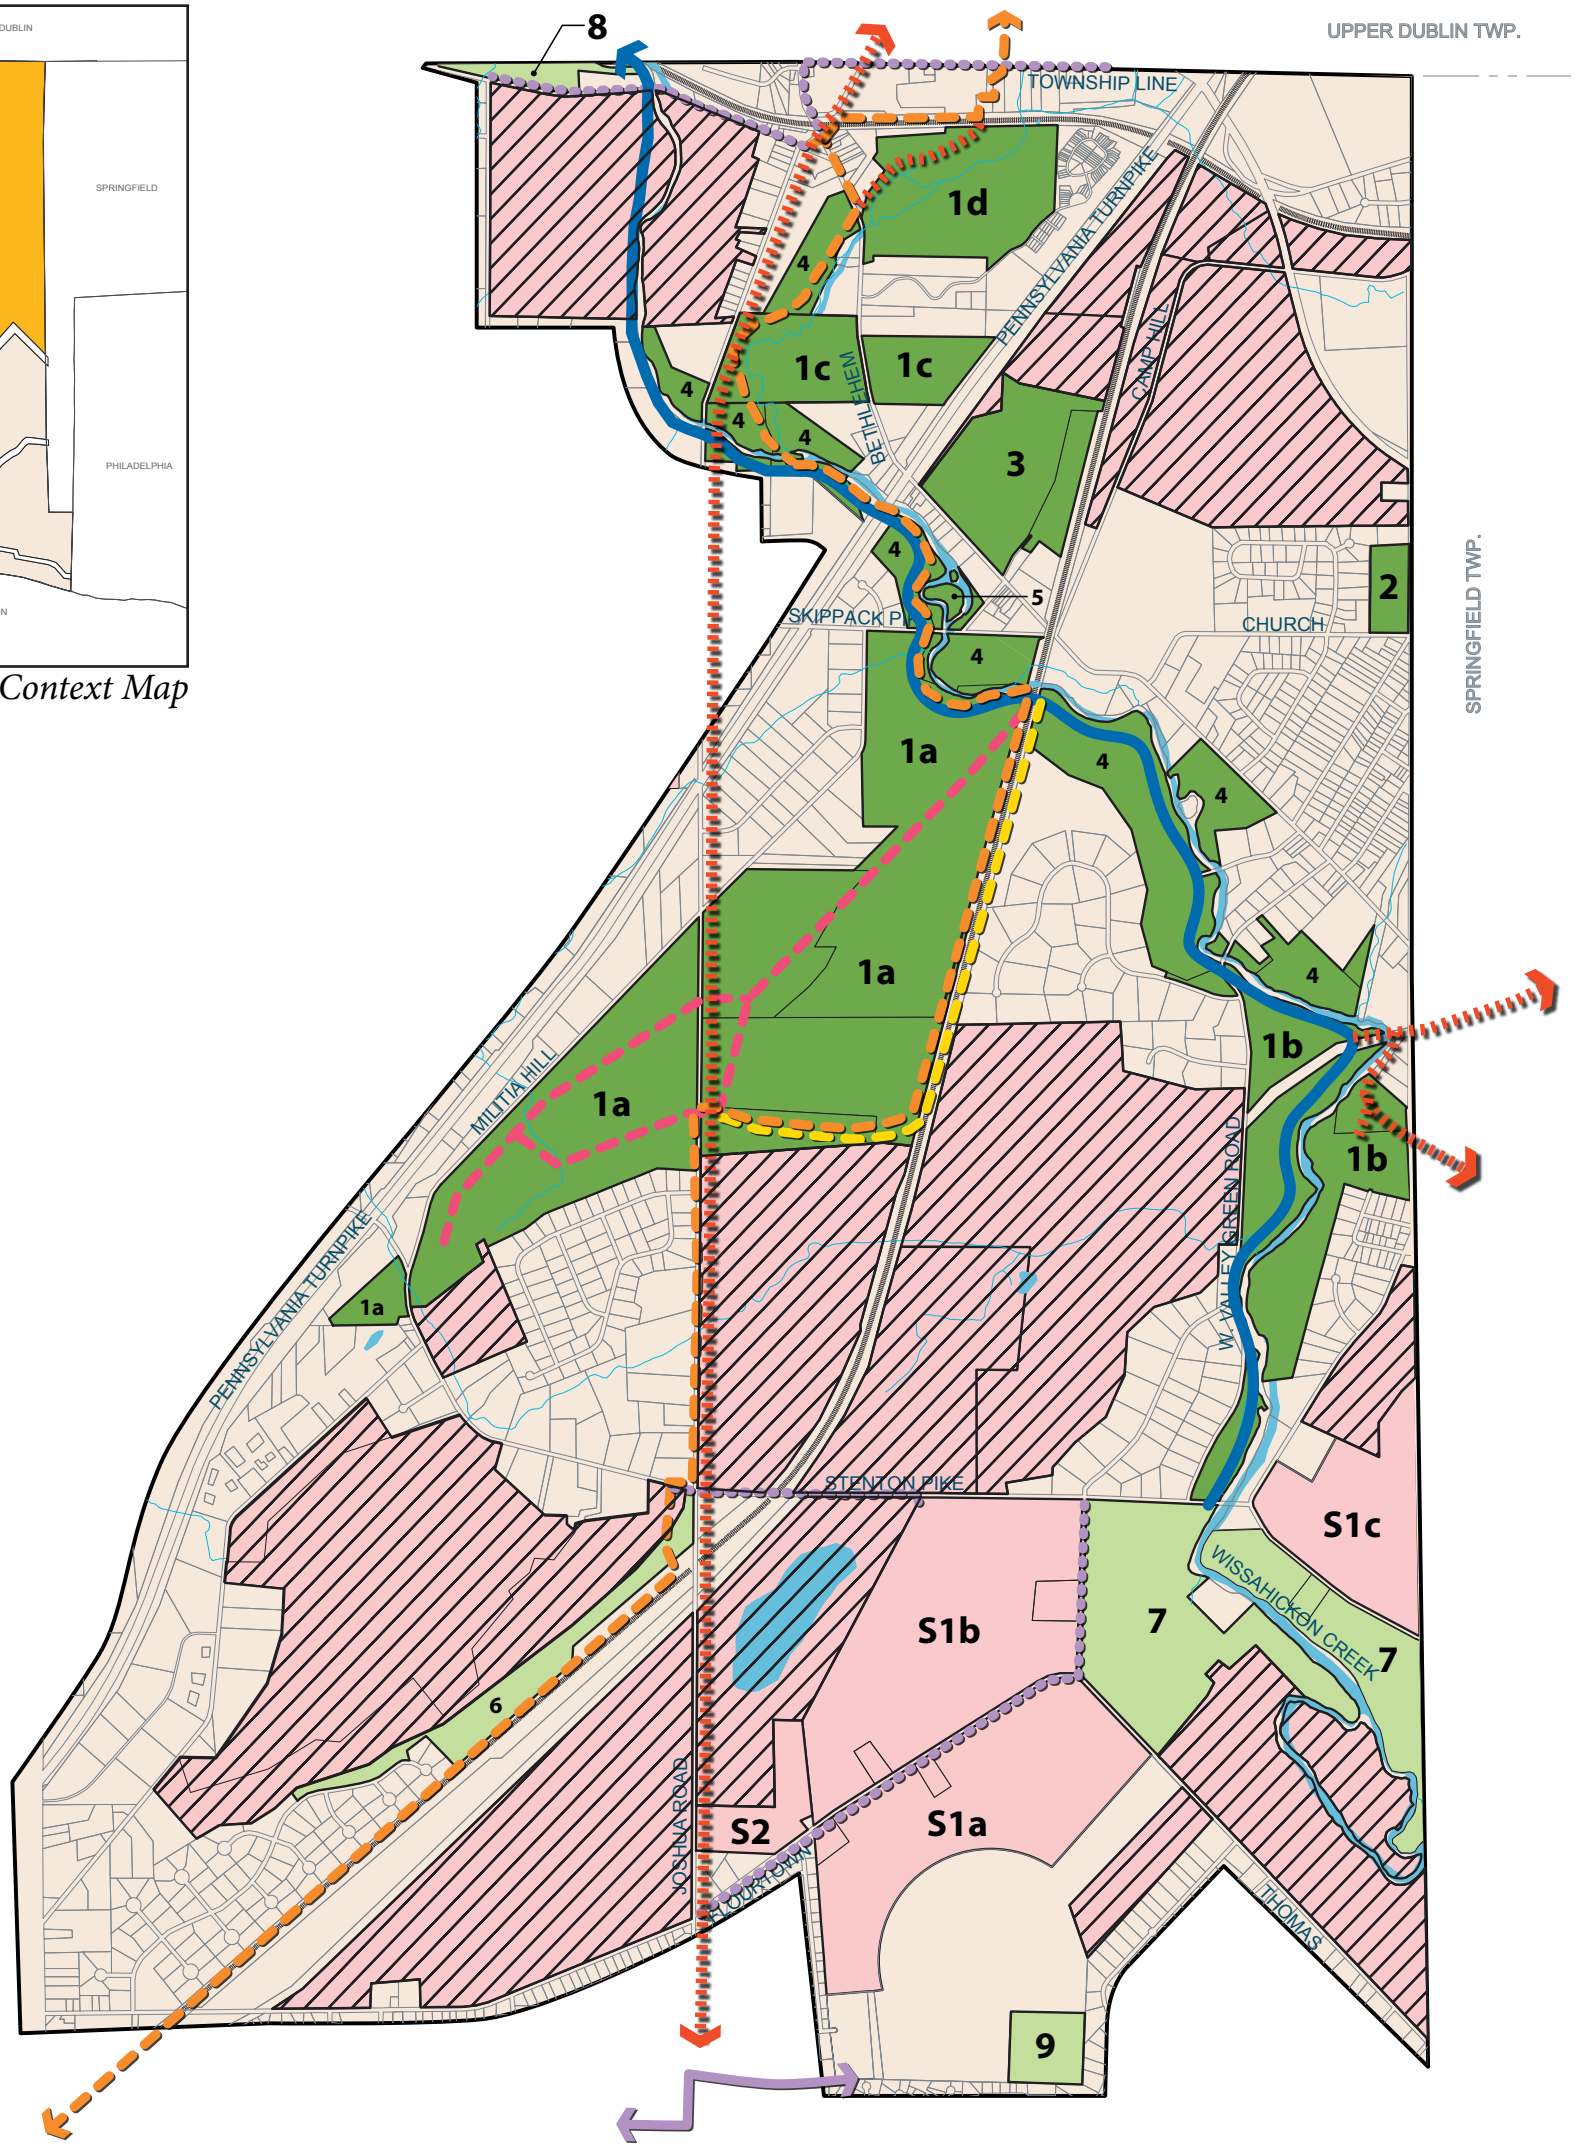 DUBLIN
SPRINGFIELD
PHILADELPHIA
Context Map
UPPER DUBLIN TWP.
8
TOWNSHIP LINE
1d
PENNSYLVANIA TURNPIKE
4
CAMP HILL
1c
1c
BETHLEHEM
4
4
4
3
4
5
2
SKIPPACK PI
CHURCH
SPRINGFIELD TWP.
4
1a
4
4
1a
4
1b
1a
MILITIA HILL
1b
W. VALLEY GREEN ROAD
PENNSYLVANIA TURNPIKE
1a
STENTON PIKE
S1c
WISSAHICKON CREEK
7
S1b
7
6
JOSHUA ROAD
S2
S1a
FLOURTOWN
THOMAS
9